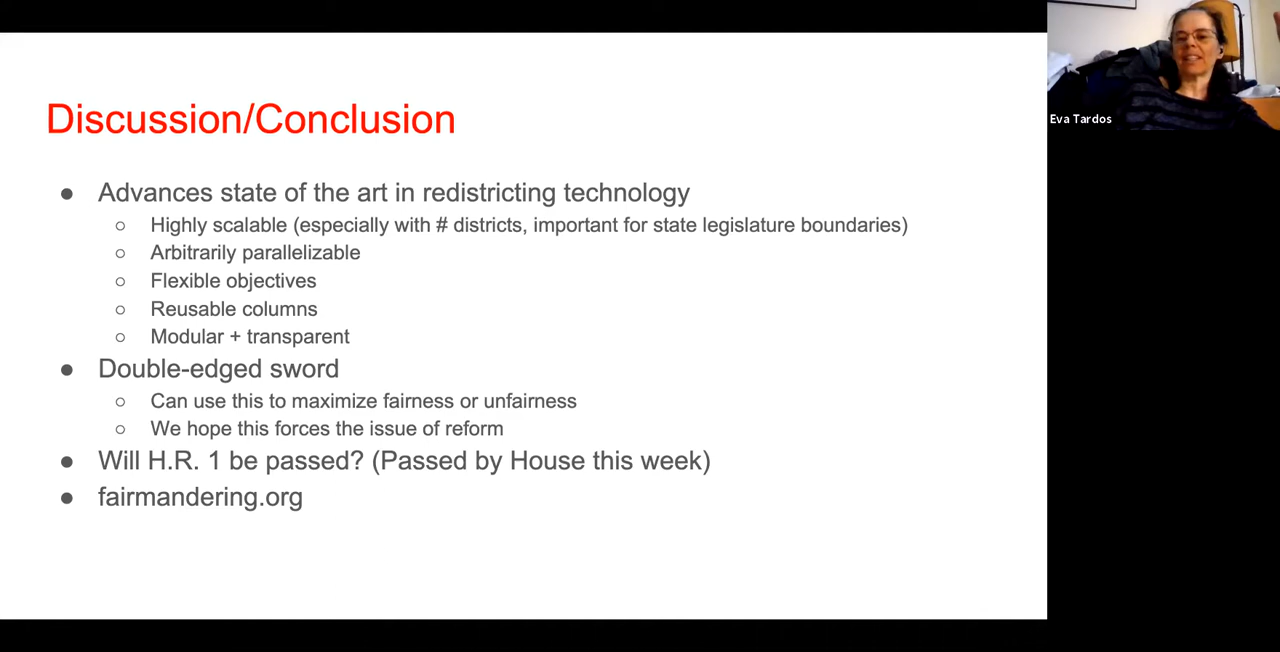 Discussion/Conclusion
● Advances state of the art in redistricting technology
○ Highly scalable (especially with # districts, important for state legislature boundaries)
○ Arbitrarily parallelizable
○ Flexible objectives
○ Reusable columns
○ Modular + transparent
● Double-edged sword
○ Can use this to maximize fairness or unfairness
○ We hope this forces the issue of reform
● Will H.R. 1 be passed? (Passed by House this week)
● fairmandering.org
Eva Tardos